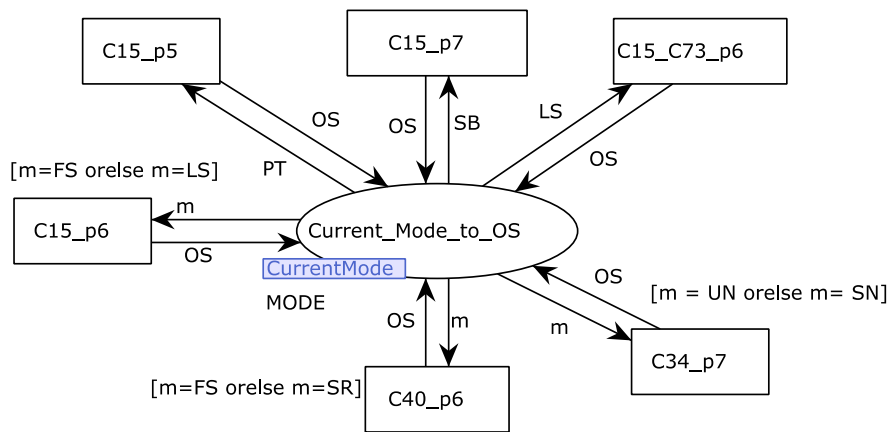 C15_p5
C15_p7
C15_C73_p6
OS
OS
SB
LS
OS
PT
[m=FS orelse m=LS]
m
C15_p6
OS
Current_Mode_to_OS
CurrentMode
MODE
OS
m
OS
m
[m = UN orelse m= SN]
C34_p7
[m=FS orelse m=SR]
C40_p6